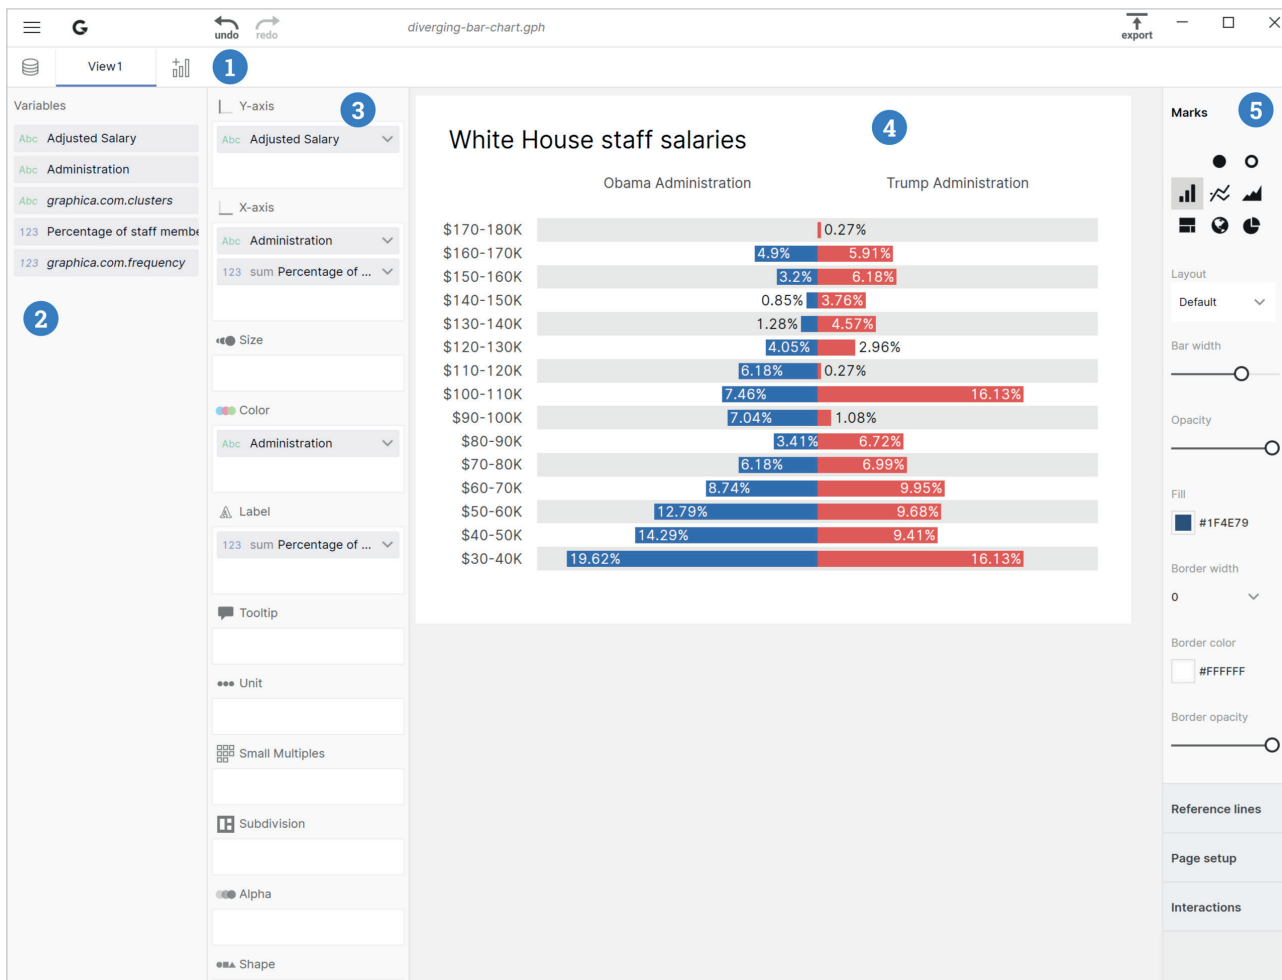 G
undo
redo
diverging-bar-chart.gph
export
View1
1
Variables
Abc Adjusted Salary
Abc Administration
Abc graphica.com.clusters
123 Percentage of staff membe
123 graphica.com.frequency
2
Y-axis
3
Abc Adjusted Salary
X-axis
Abc Administration
123 sum Percentage of ...
Size
Color
Abc Administration
Label
123 sum Percentage of ...
Tooltip
Unit
Small Multiples
Subdivision
Alpha
Shape
4
White House staff salaries
Obama Administration Trump Administration
$170-180K 0.27%
$160-170K 4.9% 5.91%
$150-160K 3.2% 6.18%
$140-150K 0.85% 3.76%
$130-140K 1.28% 4.57%
$120-130K 4.05% 2.96%
$110-120K 6.18% 0.27%
$100-110K 7.46% 16.13%
$90-100K 7.04% 1.08%
$80-90K 3.41% 6.72%
$70-80K 6.18% 6.99%
$60-70K 8.74% 9.95%
$50-60K 12.79% 9.68%
$40-50K 14.29% 9.41%
$30-40K 19.62% 16.13%
Marks
5
Layout
Default
Bar width
Opacity
Fill
#1F4E79
Border width
0
Border color
#FFFFFF
Border opacity
Reference lines
Page setup
Interactions